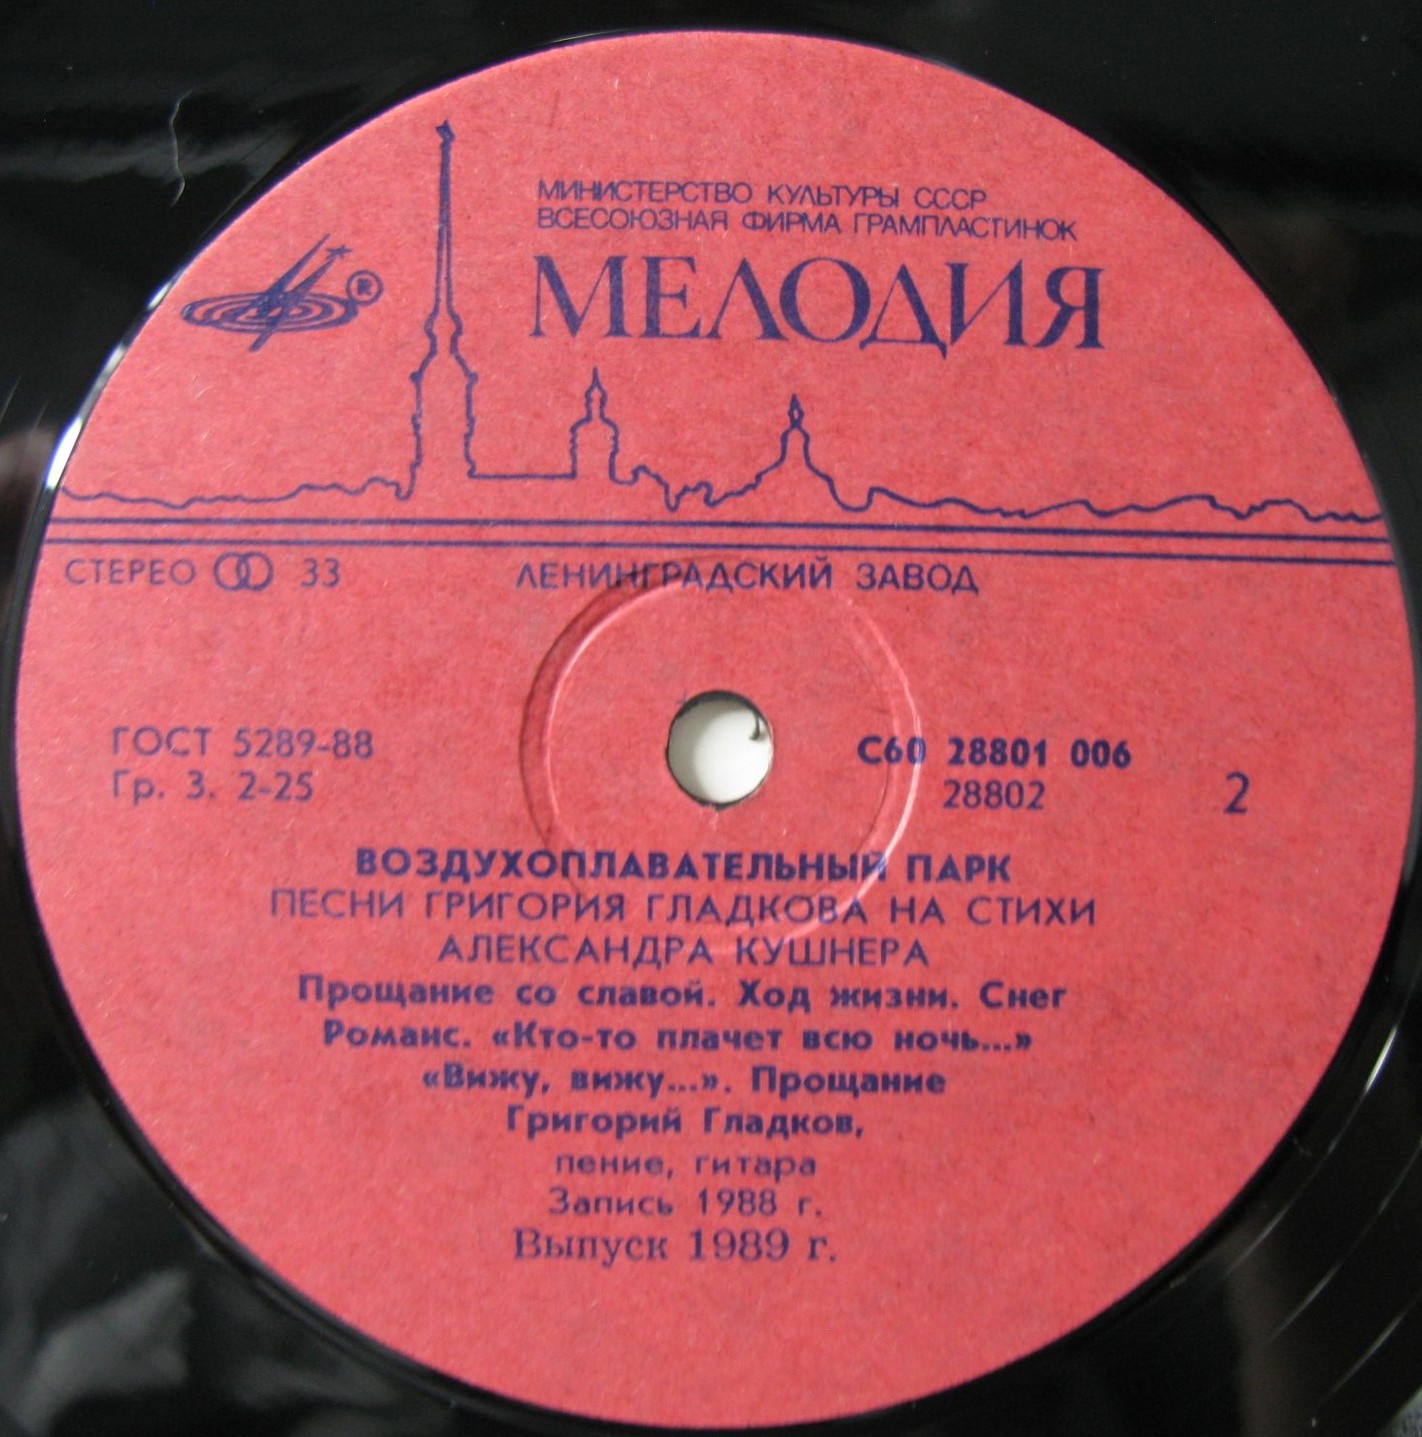 МИНИСТЕРСТВО КУЛЬТУРЫ СССР
ВСЕСОЮЗНАЯ ФИРМА ГРАМПЛАСТИНОК
МЕЛОДИЯ
®
СТЕРЕО 33
ЛЕНИНГРАДСКИЙ ЗАВОД
ГОСТ 5289-88
Гр. 3. 2-25
С60 28801 006
28802
2
ВОЗДУХОПЛАВАТЕЛЬНЫЙ ПАРК
ПЕСНИ ГРИГОРИЯ ГЛАДКОВА НА СТИХИ
АЛЕКСАНДРА КУШНЕРА
Прощание со славой. Ход жизни. Снег
Романс. «Кто-то плачет всю ночь...»
«Вижу, вижу...». Прощание
Григорий Гладков,
пение, гитара
Запись 1988 г.
Выпуск 1989 г.